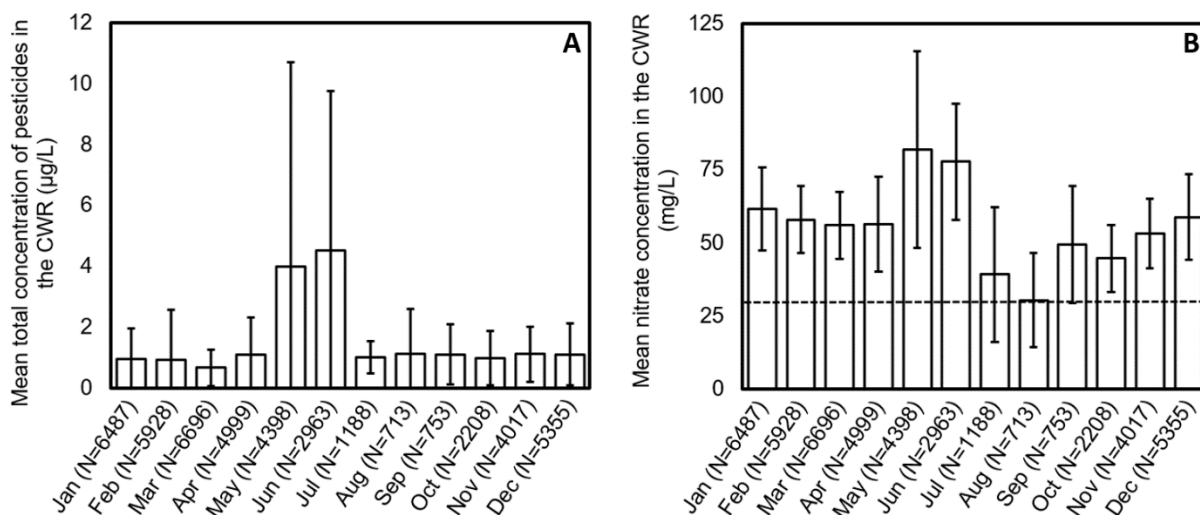 Mean total concentration of pesticides in
the CWR (µg/L)
12
10
8
6
4
2
0
A
Jan (N=6487)
Feb (N=5928)
Mar (N=6696)
Apr (N=4999)
May (N=4398)
Jun (N=2963)
Jul (N=1188)
Aug (N=713)
Sep (N=753)
Oct (N=2208)
Nov (N=4017)
Dec (N=5355)
Mean nitrate concentration in the CWR
(mg/L)
125
100
75
50
25
0
B
Jan (N=6487)
Feb (N=5928)
Mar (N=6696)
Apr (N=4999)
May (N=4398)
Jun (N=2963)
Jul (N=1188)
Aug (N=713)
Sep (N=753)
Oct (N=2208)
Nov (N=4017)
Dec (N=5355)